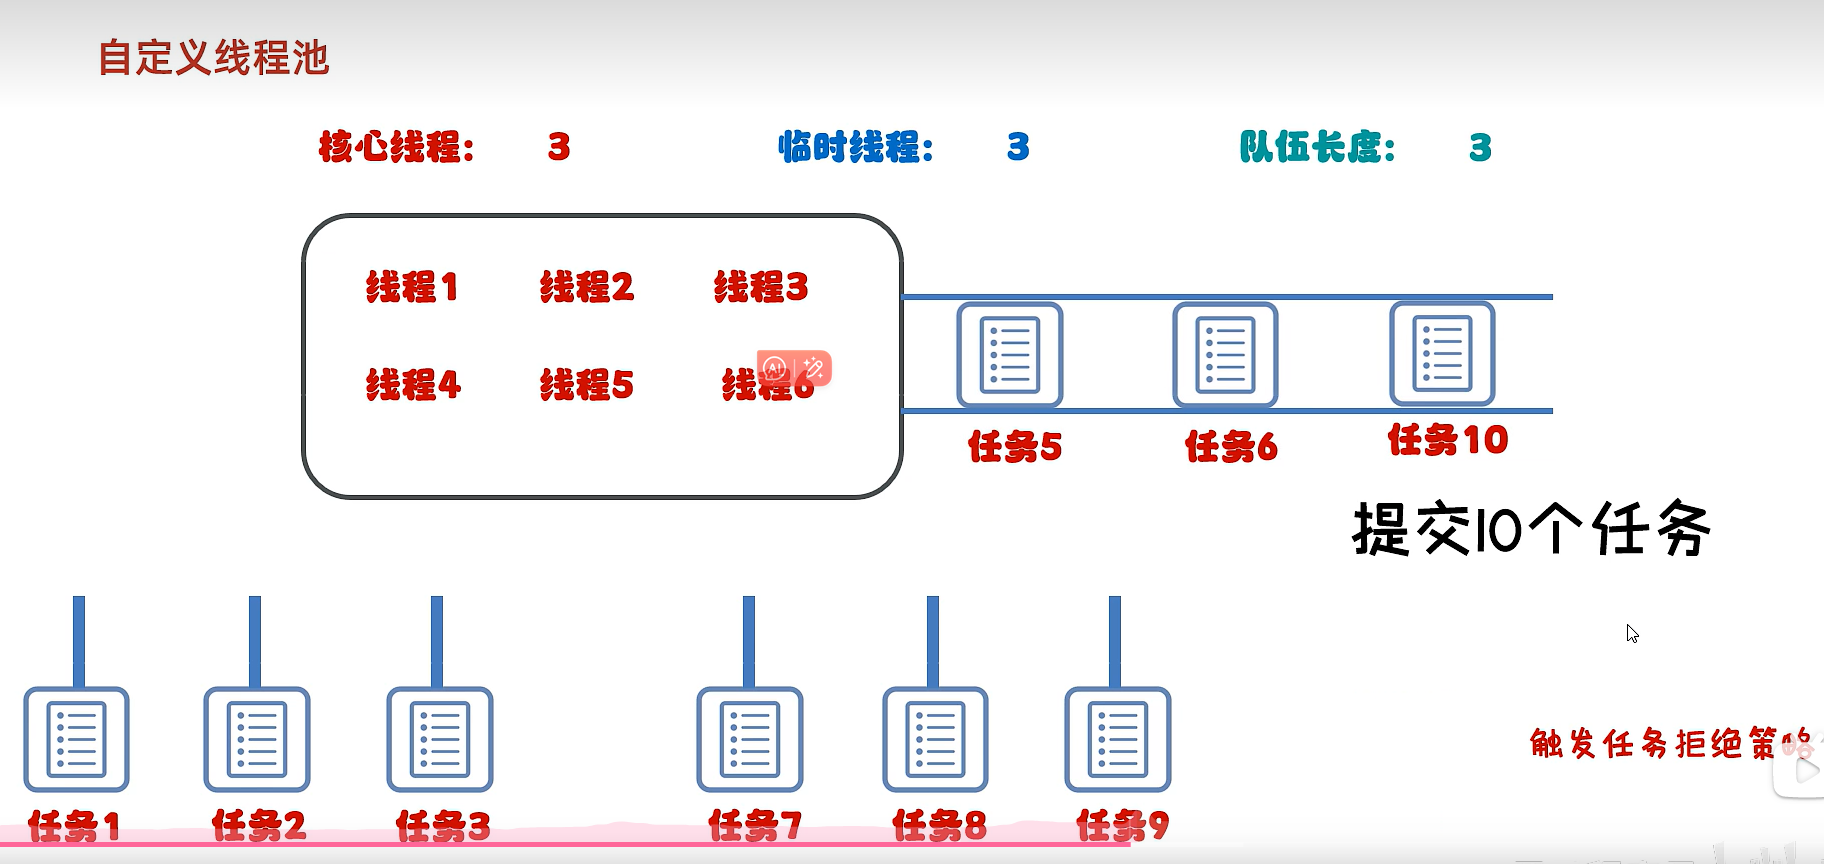 自定义线程池
核心线程: 3 临时线程: 3 队伍长度: 3
线程1 线程2 线程3
线程4 线程5 线程6
任务5 任务6 任务10
提交10个任务
触发任务拒绝策略
任务1 任务2 任务3 任务7 任务8 任务9